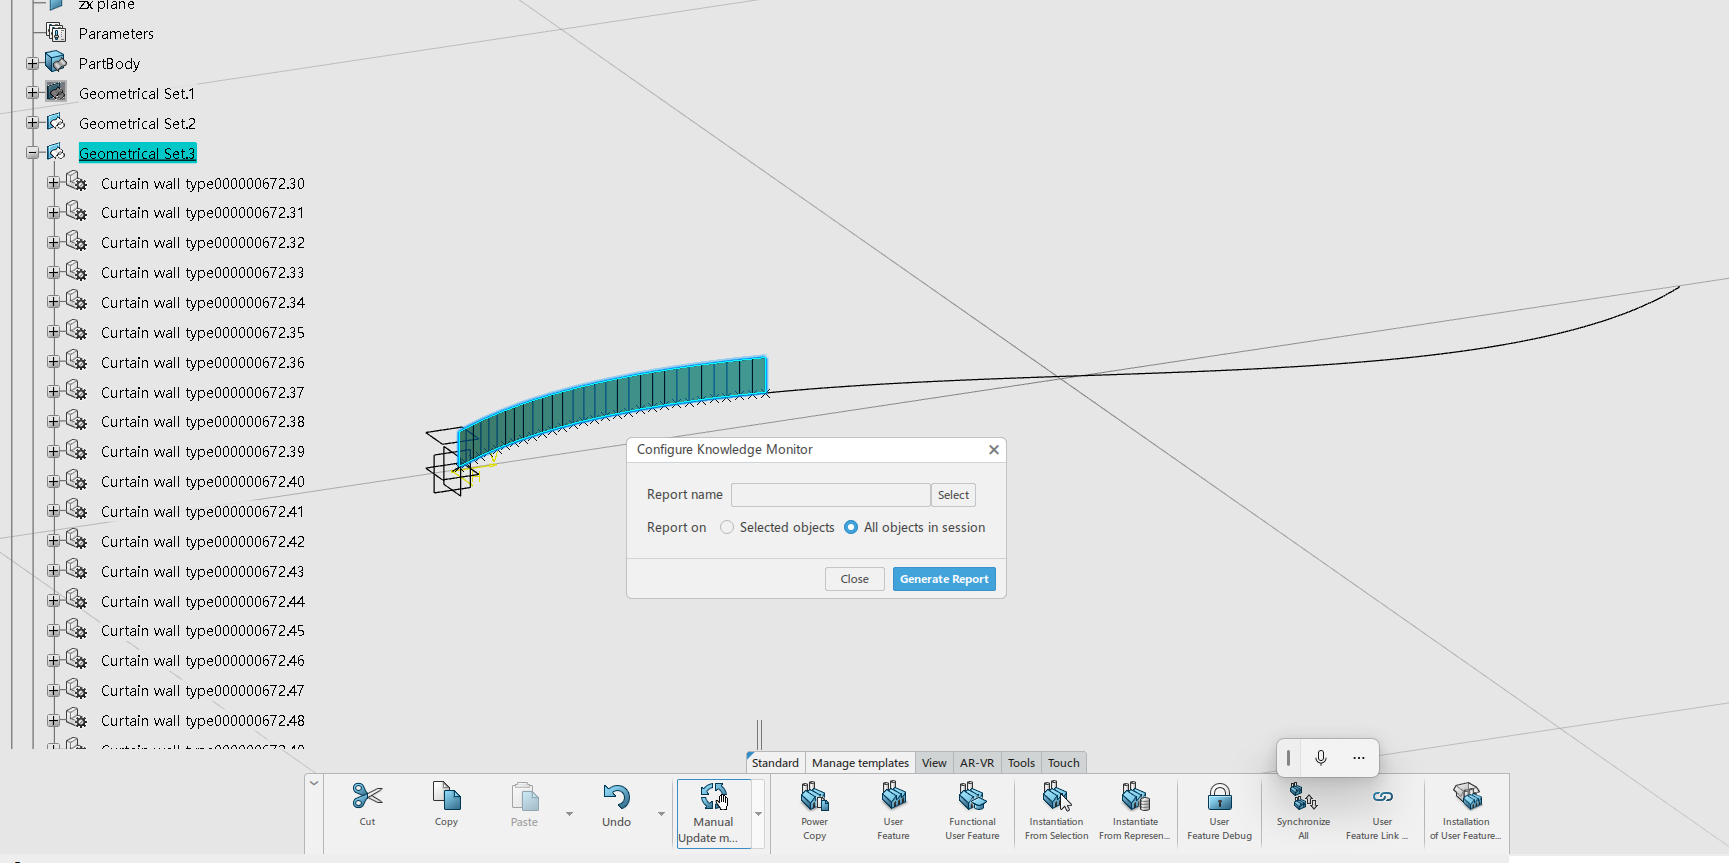 zx plane
Parameters
PartBody
Geometrical Set.1
Geometrical Set.2
Geometrical Set.3
Curtain wall type000000672.30
Curtain wall type000000672.31
Curtain wall type000000672.32
Curtain wall type000000672.33
Curtain wall type000000672.34
Curtain wall type000000672.35
Curtain wall type000000672.36
Curtain wall type000000672.37
Curtain wall type000000672.38
Curtain wall type000000672.39
Curtain wall type000000672.40
Curtain wall type000000672.41
Curtain wall type000000672.42
Curtain wall type000000672.43
Curtain wall type000000672.44
Curtain wall type000000672.45
Curtain wall type000000672.46
Curtain wall type000000672.47
Curtain wall type000000672.48
Configure Knowledge Monitor
Report name Select
Report on Selected objects All objects in session
Close Generate Report
Standard Manage templates View AR-VR Tools Touch
Cut
Copy
Paste
Undo
Manual
Update m...
Power
Copy
User
Feature
Functional
User Feature
Instantiation
From Selection
Instantiate
From Represen...
User
Feature Debug
Synchronize
All
User
Feature Link ...
Installation
of User Feature...